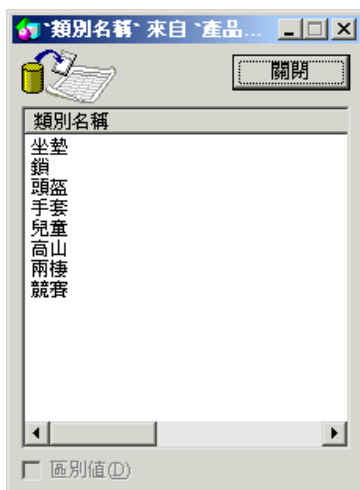 `類別名稱` 來自 `產品...
關閉
類別名稱
坐墊
鎖
頭盔
手套
兒童
高山
兩棲
競賽
區別值(D)